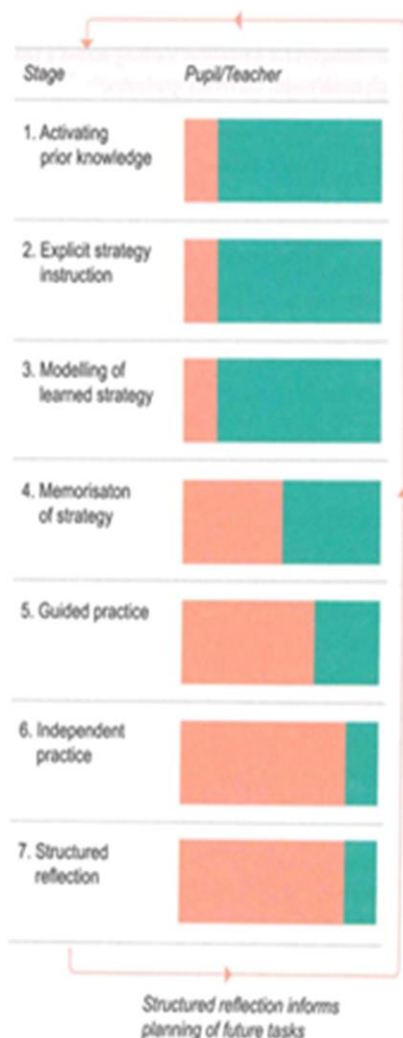 Stage Pupil/Teacher
1. Activating
prior knowledge
2. Explicit strategy
instruction
3. Modelling of
learned strategy
4. Memorisaton
of strategy
5. Guided practice
6. Independent
practice
7. Structured
reflection
Structured reflection informs
planning of future tasks